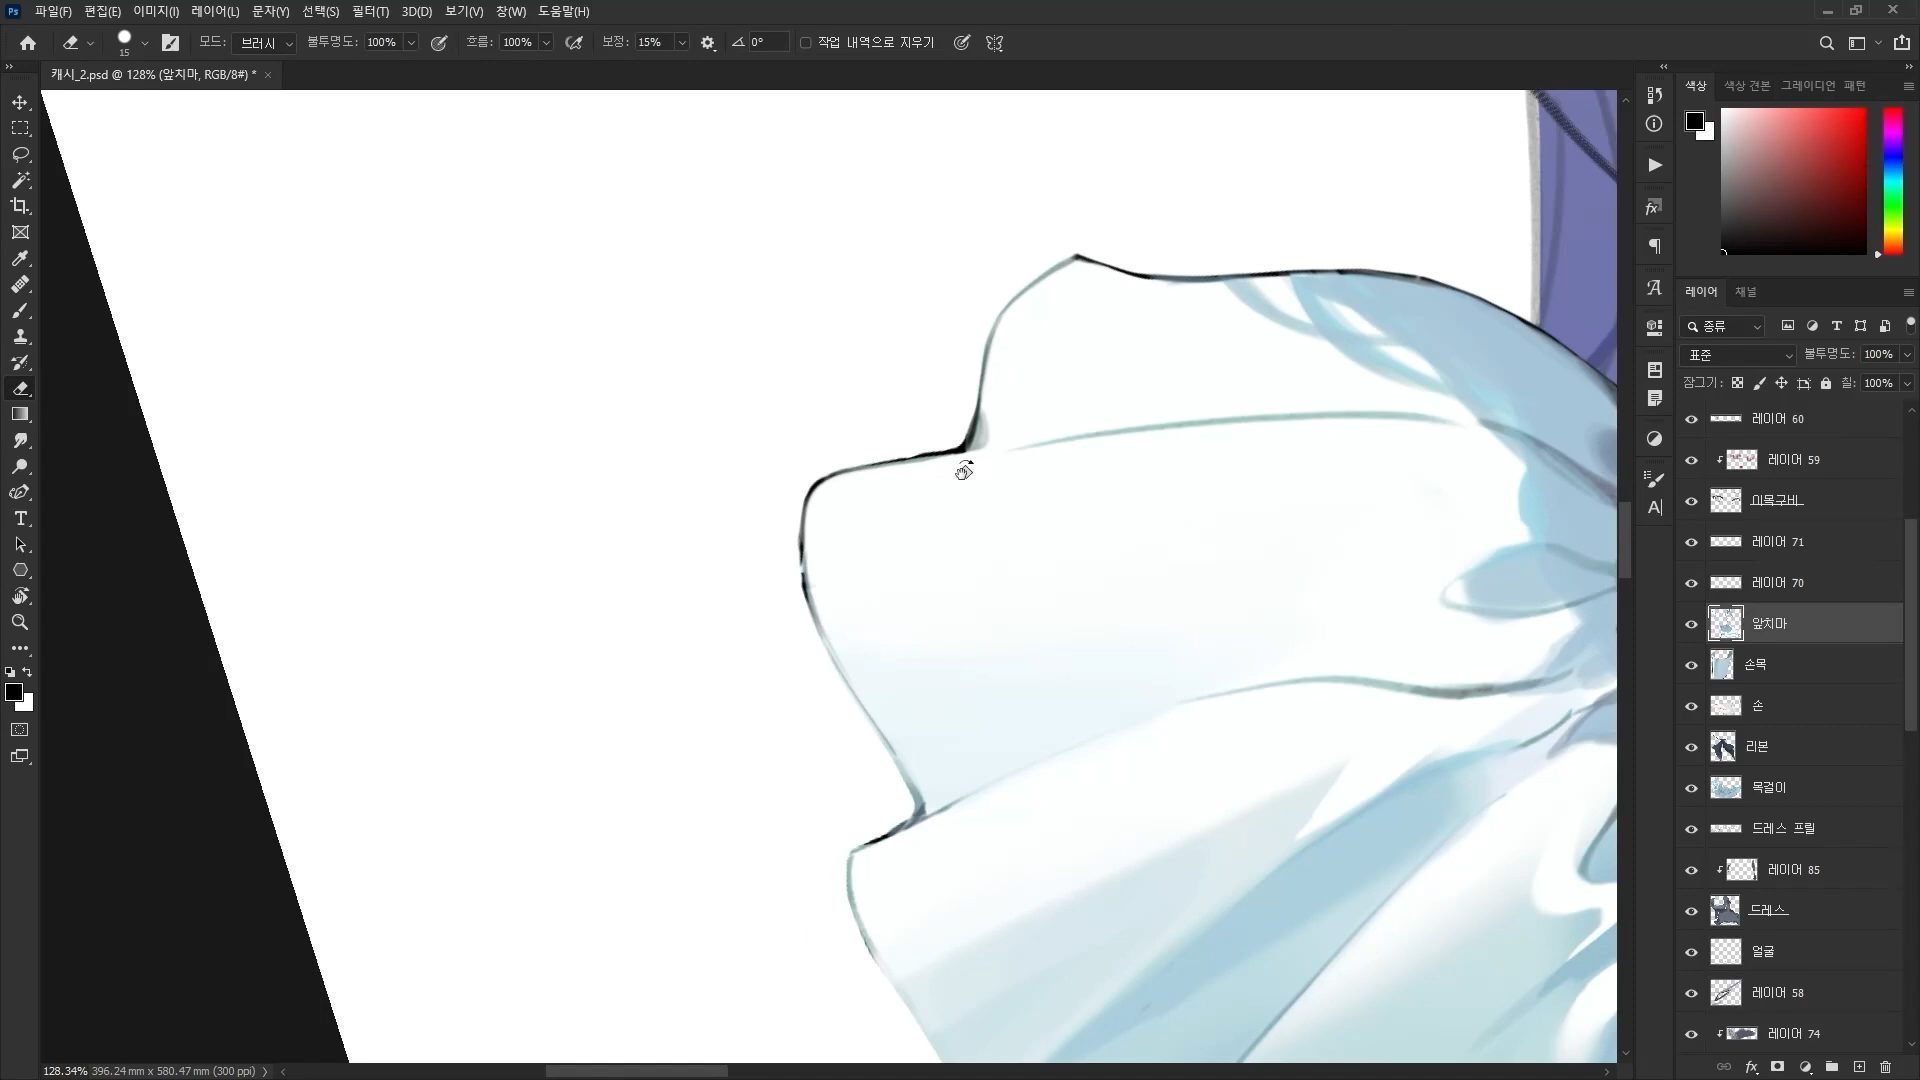 Ps 파일(F) 편집(E) 이미지(I) 레이어(L) 문자(Y) 선택(S) 필터(T) 3D(D) 보기(V) 창(W) 도움말(H)
15 모드: 브러시 불투명도: 100% 흐름: 100% 보정: 15% 0° 작업 내역으로 지우기
캐시_2.psd @ 128% (앞치마, RGB/8#) * ×
색상 색상 견본 그레이디언 패턴
레이어 채널
종류
표준 불투명도: 100%
잠그기: 칠: 100%
레이어 60
레이어 59
이목구비
레이어 71
레이어 70
앞치마
손목
손
리본
목걸이
드레스 프릴
레이어 85
드레스
얼굴
레이어 58
레이어 74
128.34% 396.24 mm x 580.47 mm (300 ppi)